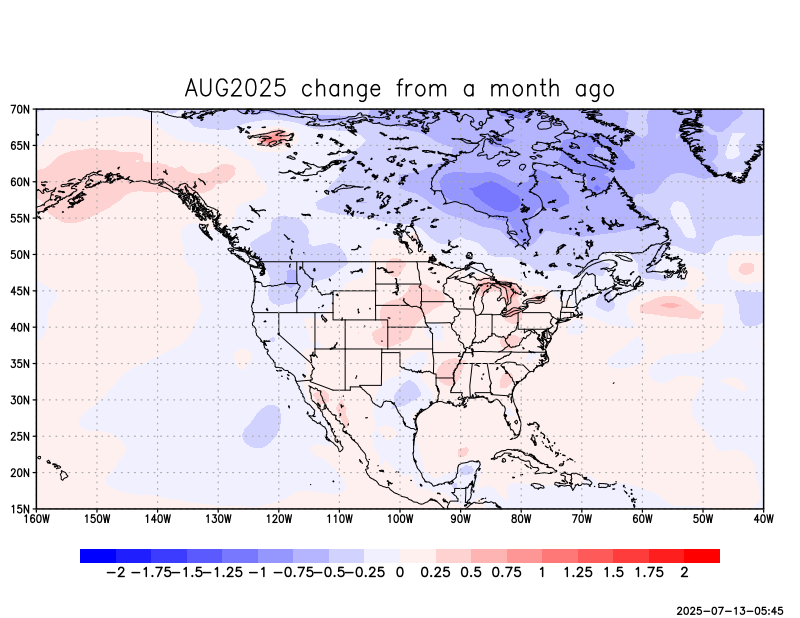 AUG2025 change from a month ago
70N
65N
60N
55N
50N
45N
40N
35N
30N
25N
20N
15N
160W 150W 140W 130W 120W 110W 100W 90W 80W 70W 60W 50W 40W
−2 −1.75 −1.5 −1.25 −1 −0.75 −0.5 −0.25 0 0.25 0.5 0.75 1 1.25 1.5 1.75 2
2025-07-13-05:45